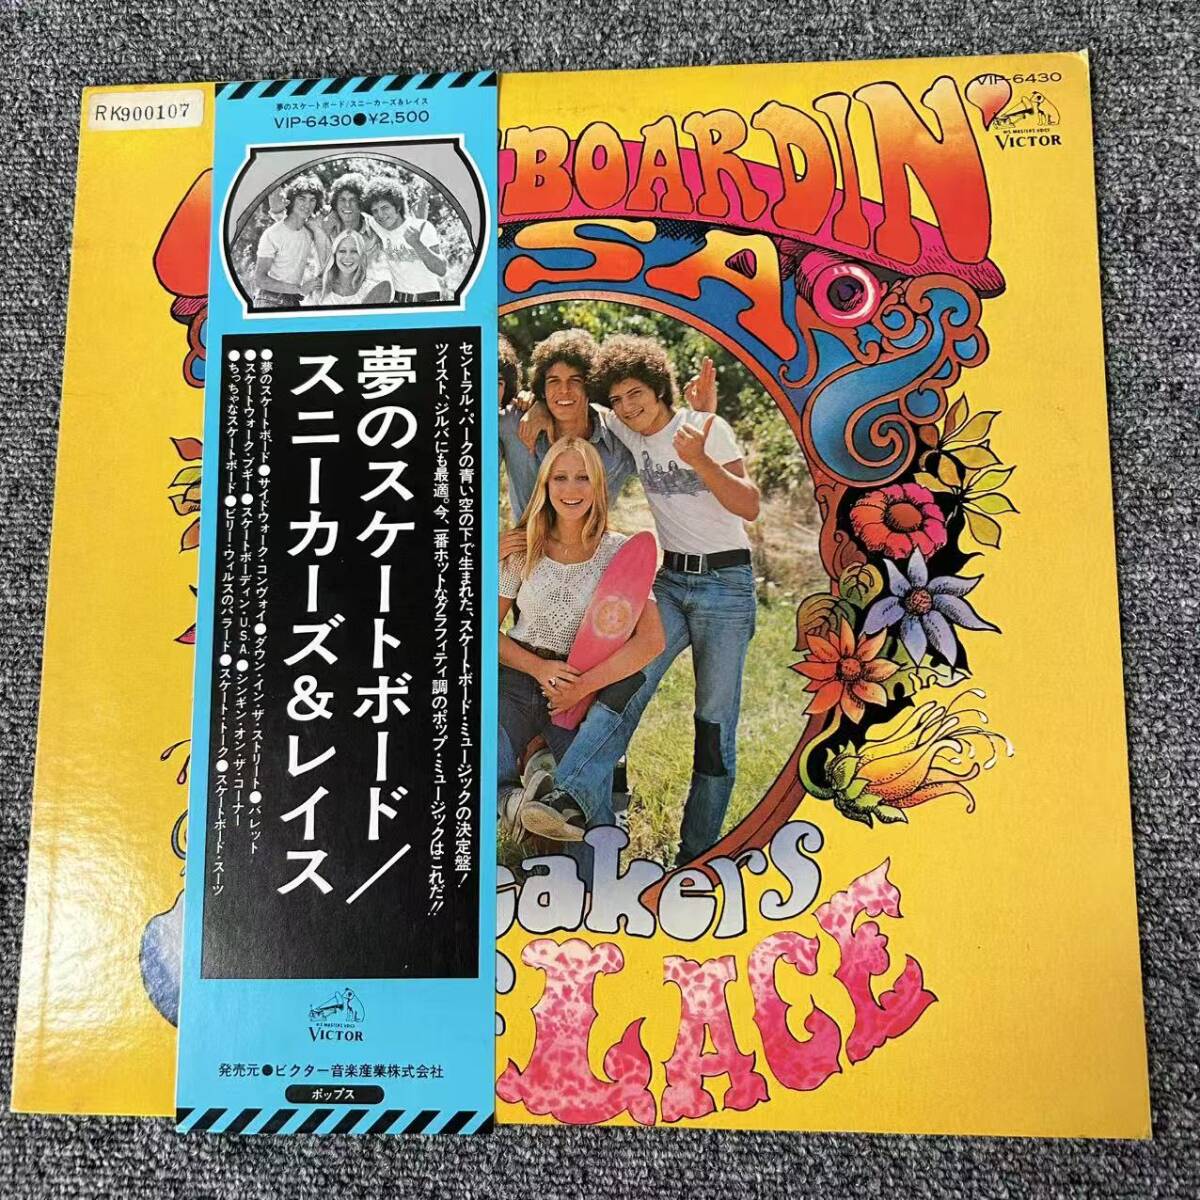 RK900107
夢のスケートボード/スニーカーズ&レイス
VIP-6430●¥2,500
セントラル・パークの青い空の下で生まれた、スケートボード・ミュージックの決定盤!
ツイスト、ジルバにも最適。今、一番ホットなグラフィティ調のポップ・ミュージックはこれだ!!
夢のスケートボード/
スニーカーズ&レイス
●夢のスケートボード●サイドウォーク・コンヴォイ●ダウン・イン・ザ・ストリート●バレット
●スケートウォーク・ブギー●スケートボーディン・U.S.A.●シンギン・オン・ザ・コーナー
●ちっちゃなスケートボード●ビリー・ウィルスのバラード●スケート・トーク●スケートボード・スーツ
HIS MASTER'S VOICE
VICTOR
発売元●ビクター音楽産業株式会社
ポップス
VIP-6430
HIS MASTER'S VOICE
VICTOR
BOARDIN'
SA
eakers
LACE